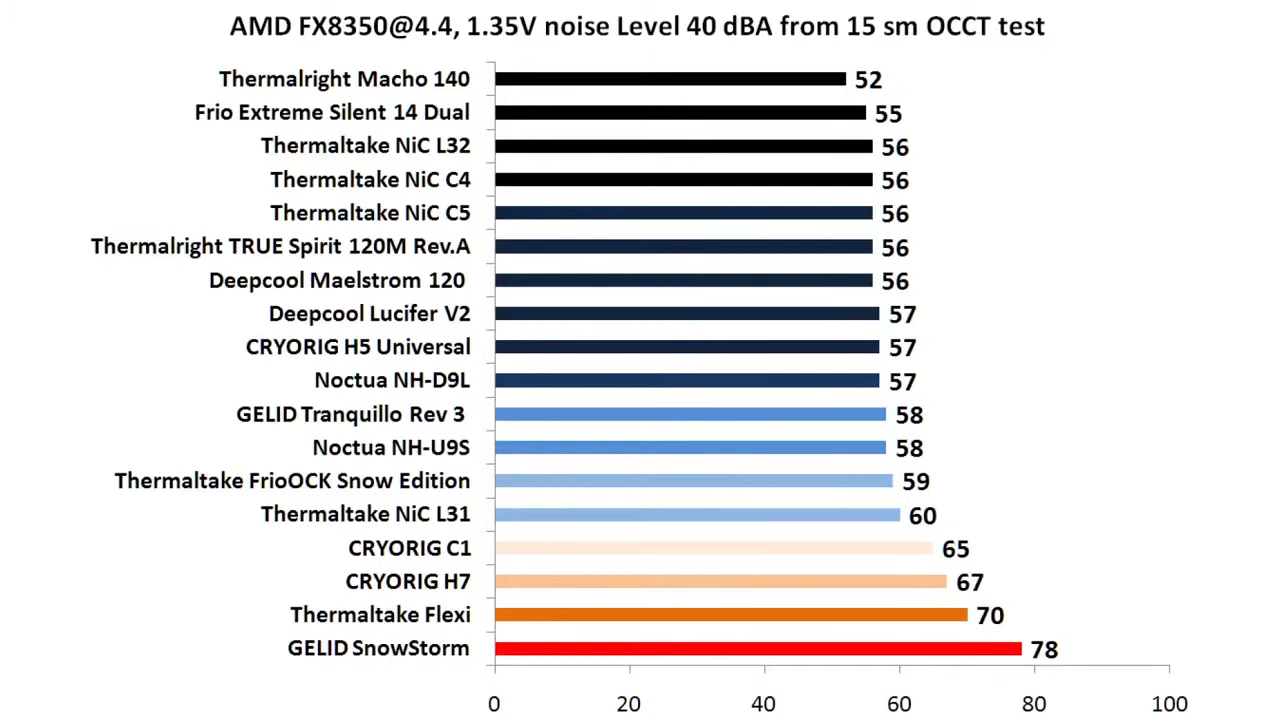 AMD FX8350@4.4, 1.35V noise Level 40 dBA from 15 sm OCCT test
Thermalright Macho 140 52
Frio Extreme Silent 14 Dual 55
Thermaltake NiC L32 56
Thermaltake NiC C4 56
Thermaltake NiC C5 56
Thermalright TRUE Spirit 120M Rev.A 56
Deepcool Maelstrom 120 56
Deepcool Lucifer V2 57
CRYORIG H5 Universal 57
Noctua NH-D9L 57
GELID Tranquillo Rev 3 58
Noctua NH-U9S 58
Thermaltake FrioOCK Snow Edition 59
Thermaltake NiC L31 60
CRYORIG C1 65
CRYORIG H7 67
Thermaltake Flexi 70
GELID SnowStorm 78
0 20 40 60 80 100